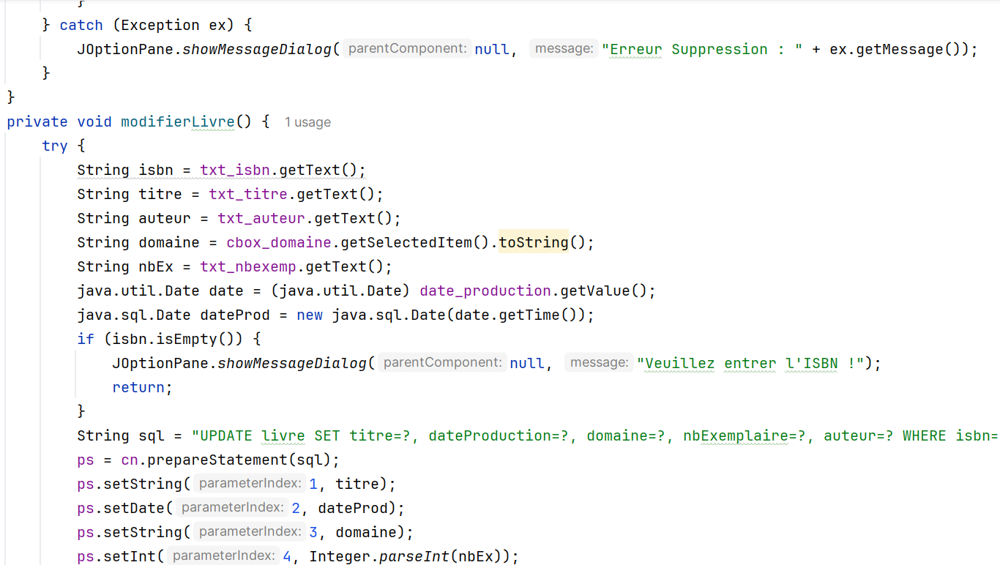 }
} catch (Exception ex) {
JOptionPane.showMessageDialog( parentComponent: null, message: "Erreur Suppression : " + ex.getMessage());
}
}
private void modifierLivre() { 1 usage
try {
String isbn = txt_isbn.getText();
String titre = txt_titre.getText();
String auteur = txt_auteur.getText();
String domaine = cbox_domaine.getSelectedItem().toString();
String nbEx = txt_nbexemp.getText();
java.util.Date date = (java.util.Date) date_production.getValue();
java.sql.Date dateProd = new java.sql.Date(date.getTime());
if (isbn.isEmpty()) {
JOptionPane.showMessageDialog( parentComponent: null, message: "Veuillez entrer l'ISBN !");
return;
}
String sql = "UPDATE livre SET titre=?, dateProduction=?, domaine=?, nbExemplaire=?, auteur=? WHERE isbn=
ps = cn.prepareStatement(sql);
ps.setString( parameterIndex: 1, titre);
ps.setDate( parameterIndex: 2, dateProd);
ps.setString( parameterIndex: 3, domaine);
ps.setInt( parameterIndex: 4, Integer.parseInt(nbEx));